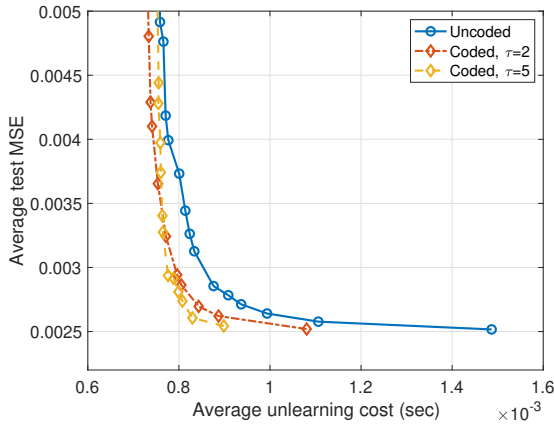 0.005
0.0045
0.004
0.0035
0.003
0.0025
Average test MSE
Uncoded
Coded, τ=2
Coded, τ=5
0.6
0.8
1
1.2
1.4
1.6
Average unlearning cost (sec)
×10⁻³